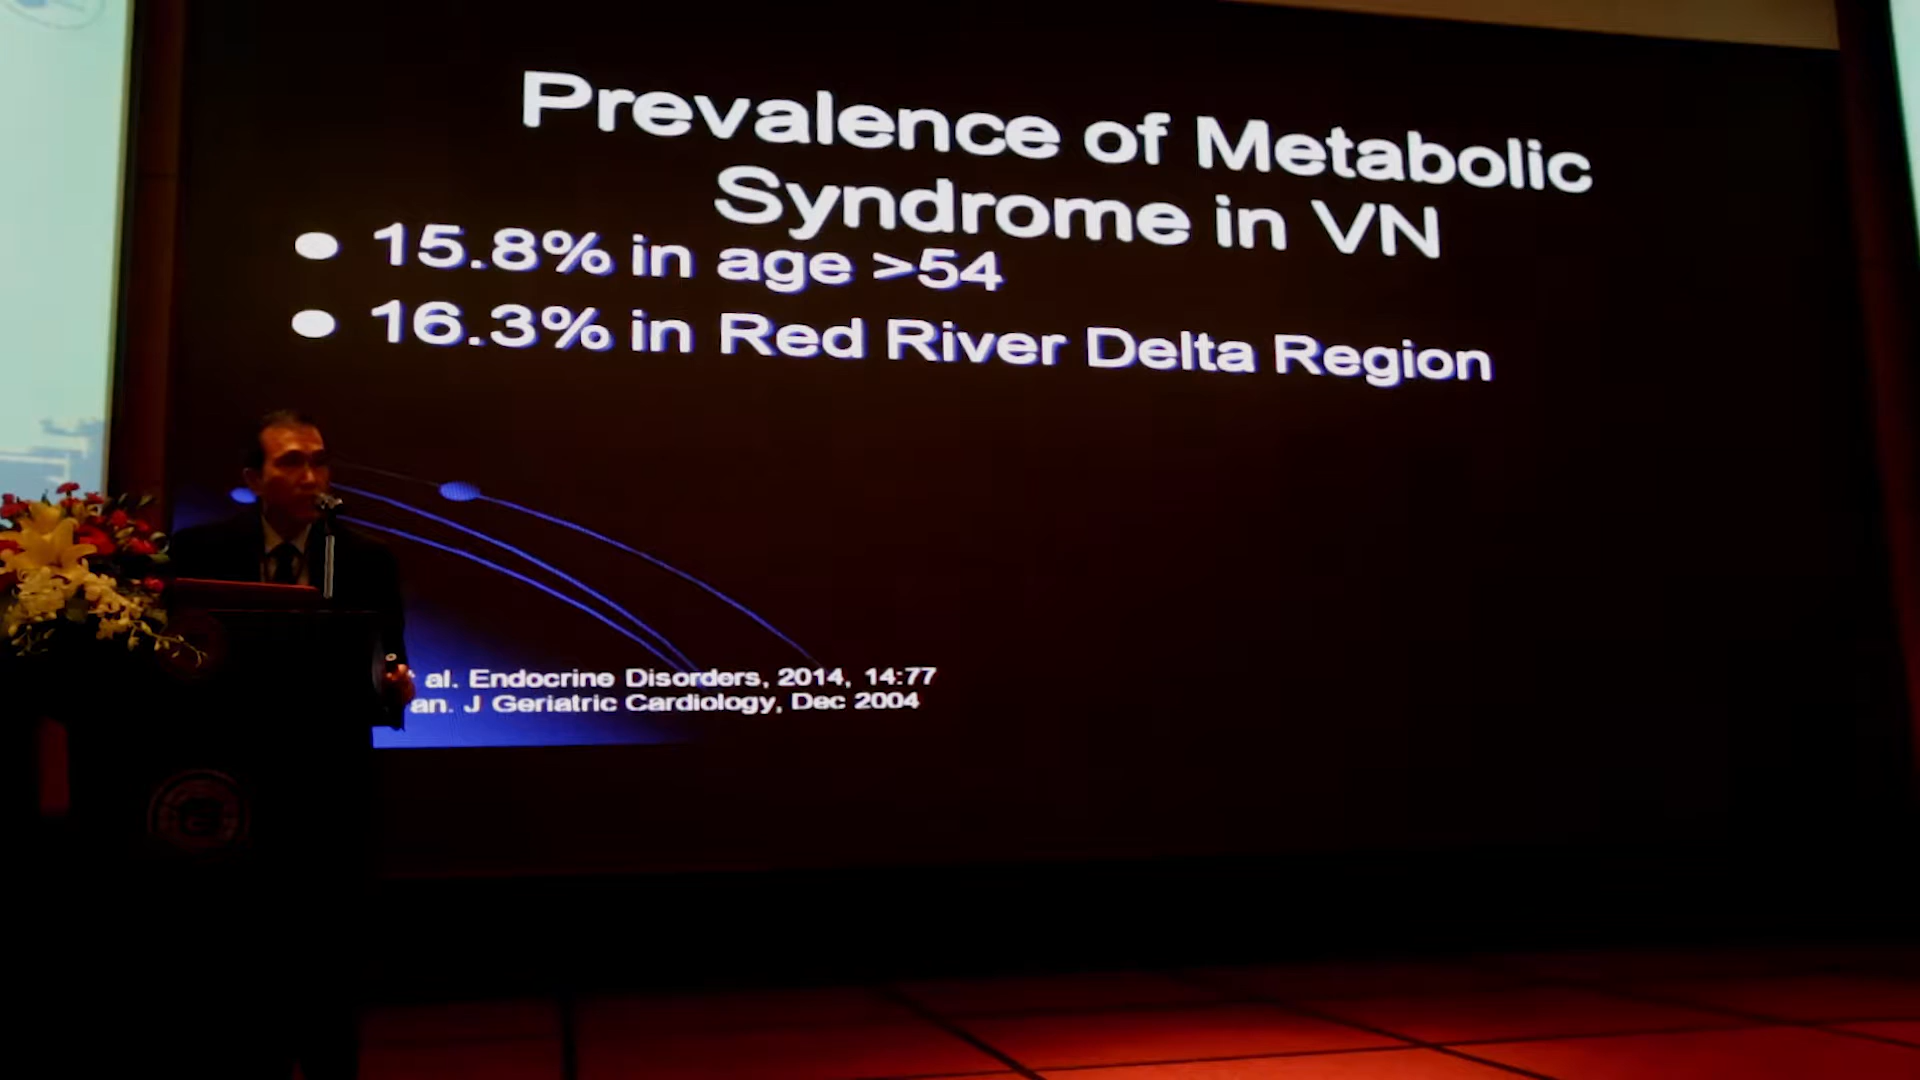 Prevalence of Metabolic
Syndrome in VN
15.8% in age >54
16.3% in Red River Delta Region
al. Endocrine Disorders, 2014, 14:77
an. J Geriatric Cardiology, Dec 2004